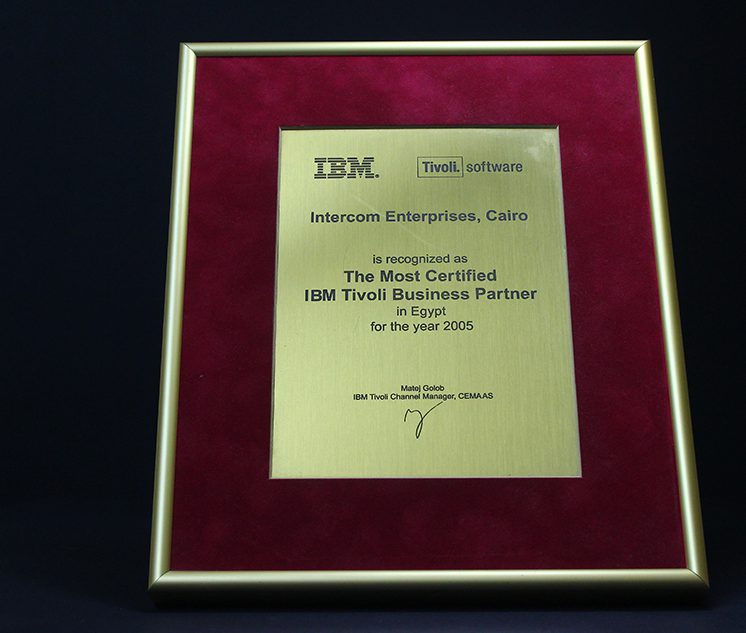 IBM. Tivoli. software
Intercom Enterprises, Cairo
is recognized as
The Most Certified
IBM Tivoli Business Partner
in Egypt
for the year 2005
Matej Golob
IBM Tivoli Channel Manager, CEMAAS